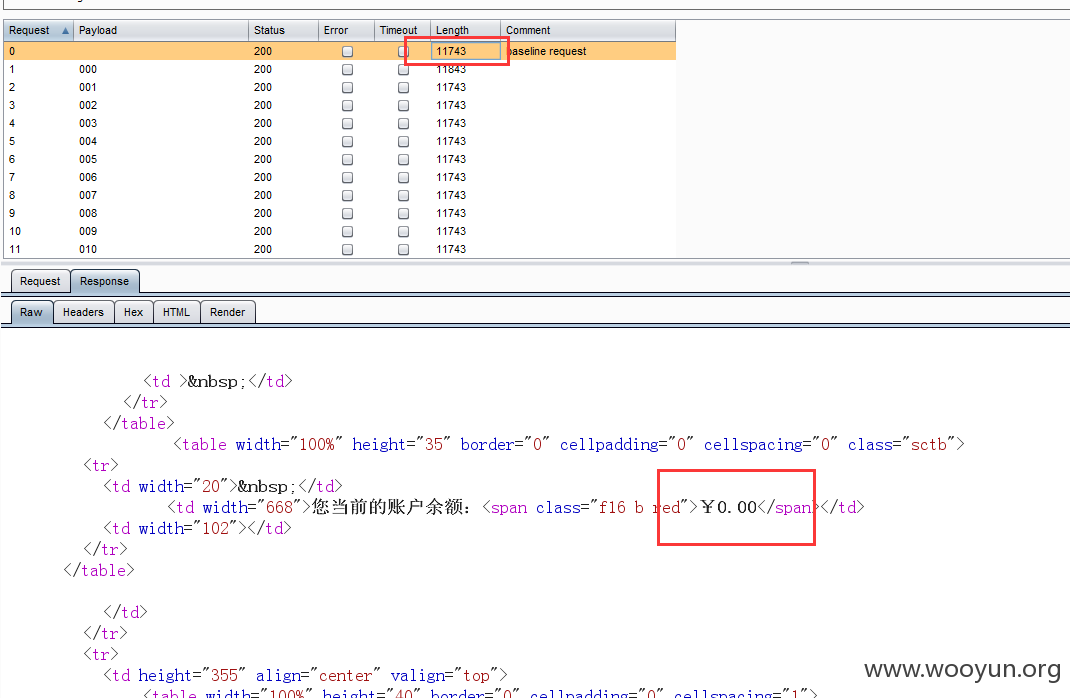 Request Payload Status Error Timeout Length Comment
0 200 11743 baseline request
1 000 200 11843
2 001 200 11743
3 002 200 11743
4 003 200 11743
5 004 200 11743
6 005 200 11743
7 006 200 11743
8 007 200 11743
9 008 200 11743
10 009 200 11743
11 010 200 11743
Request Response
Raw Headers Hex HTML Render
<td >&nbsp;</td>
</tr>
</table>
<table width="100%" height="35" border="0" cellpadding="0" cellspacing="0" class="sctb">
<tr>
<td width="20">&nbsp;</td>
<td width="668">您当前的账户余额：<span class="f16 b red">￥0.00</span></td>
<td width="102"></td>
</tr>
</table>
</td>
</tr>
<tr>
<td height="355" align="center" valign="top">
<table width="100%" height="40" border="0" cellpadding="0" cellspacing="1">
www.wooyun.org